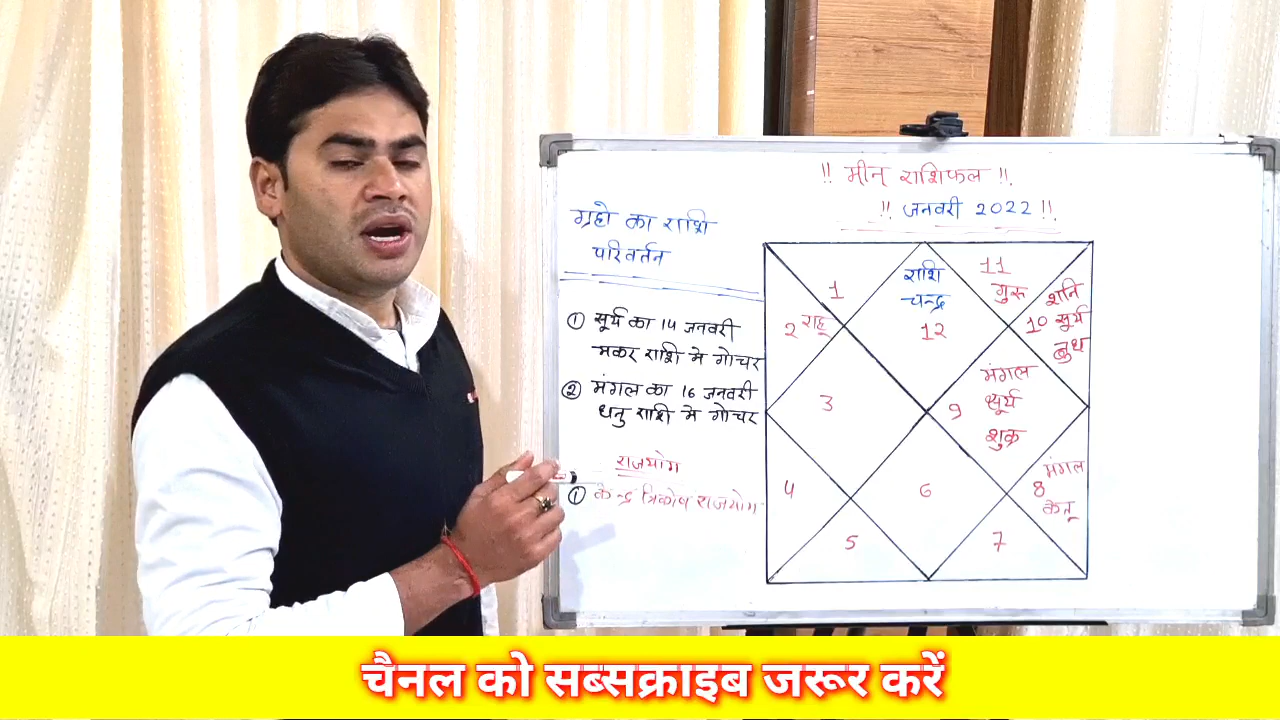 !! मीन राशिफल !!
!! जनवरी 2022 !!
ग्रहो का राशि
परिवर्तन
① सूर्य का 14 जनवरी
मकर राशि मे गोचर
② मंगल का 16 जनवरी
धनु राशि मे गोचर
राजयोग
① केन्द्र त्रिकोण राजयोग
राशि
चन्द्र
12
1
2 राहू
3
4
5
6
7
मंगल
8
केतू
मंगल
9 सूर्य
शुक्र
शनि
10 सूर्य
बुध
11
गुरु
चैनल को सब्सक्राइब जरूर करें